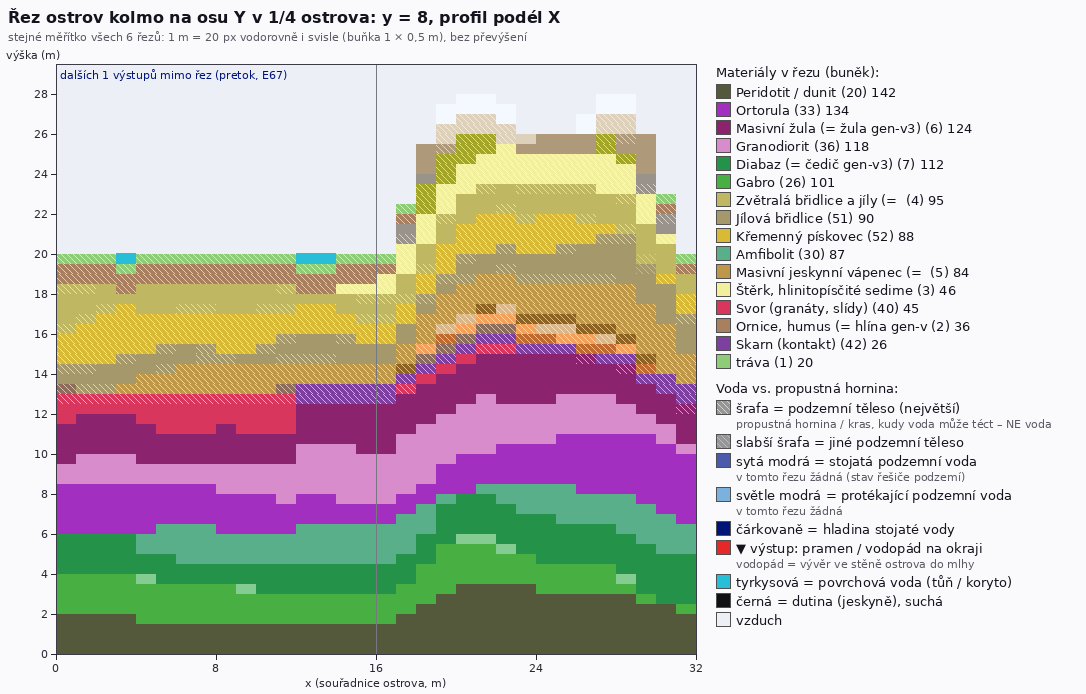 Řez ostrov kolmo na osu Y v 1/4 ostrova: y = 8, profil podél X
stejné měřítko všech 6 řezů: 1 m = 20 px vodorovně i svisle (buňka 1 × 0,5 m), bez převýšení
výška (m)
dalších 1 výstupů mimo řez (pretok, E67)
28
26
24
22
20
18
16
14
12
10
8
6
4
2
0
0
8
16
24
32
x (souřadnice ostrova, m)
Materiály v řezu (buněk):
Peridotit / dunit (20) 142
Ortorula (33) 134
Masivní žula (= žula gen-v3) (6) 124
Granodiorit (36) 118
Diabaz (= čedič gen-v3) (7) 112
Gabro (26) 101
Zvětralá břidlice a jíly (=  (4) 95
Jílová břidlice (51) 90
Křemenný pískovec (52) 88
Amfibolit (30) 87
Masivní jeskynní vápenec (=  (5) 84
Štěrk, hlinitopísčité sedime (3) 46
Svor (granáty, slídy) (40) 45
Ornice, humus (= hlína gen-v (2) 36
Skarn (kontakt) (42) 26
tráva (1) 20
Voda vs. propustná hornina:
šrafa = podzemní těleso (největší)
propustná hornina / kras, kudy voda může téct – NE voda
slabší šrafa = jiné podzemní těleso
sytá modrá = stojatá podzemní voda
v tomto řezu žádná (stav řešiče podzemí)
světle modrá = protékající podzemní voda
v tomto řezu žádná
čárkovaně = hladina stojaté vody
▼ výstup: pramen / vodopád na okraji
vodopád = vývěr ve stěně ostrova do mlhy
tyrkysová = povrchová voda (tůň / koryto)
černá = dutina (jeskyně), suchá
vzduch